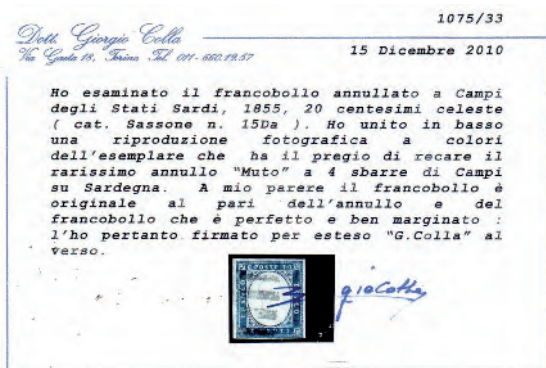 1075/33
Dott. Giorgio Colla
Via Gaeta 18, Torino Tel. 011-660.19.57
15 Dicembre 2010
Ho esaminato il francobollo annullato a Campi
degli Stati Sardi, 1855, 20 centesimi celeste
( cat. Sassone n. 15Da ). Ho unito in basso
una riproduzione fotografica a colori
dell'esemplare che ha il pregio di recare il
rarissimo annullo "Muto" a 4 sbarre di Campi
su Sardegna. A mio parere il francobollo è
originale al pari dell'annullo e del
francobollo che è perfetto e ben marginato :
l'ho pertanto firmato per esteso "G.Colla" al
verso.